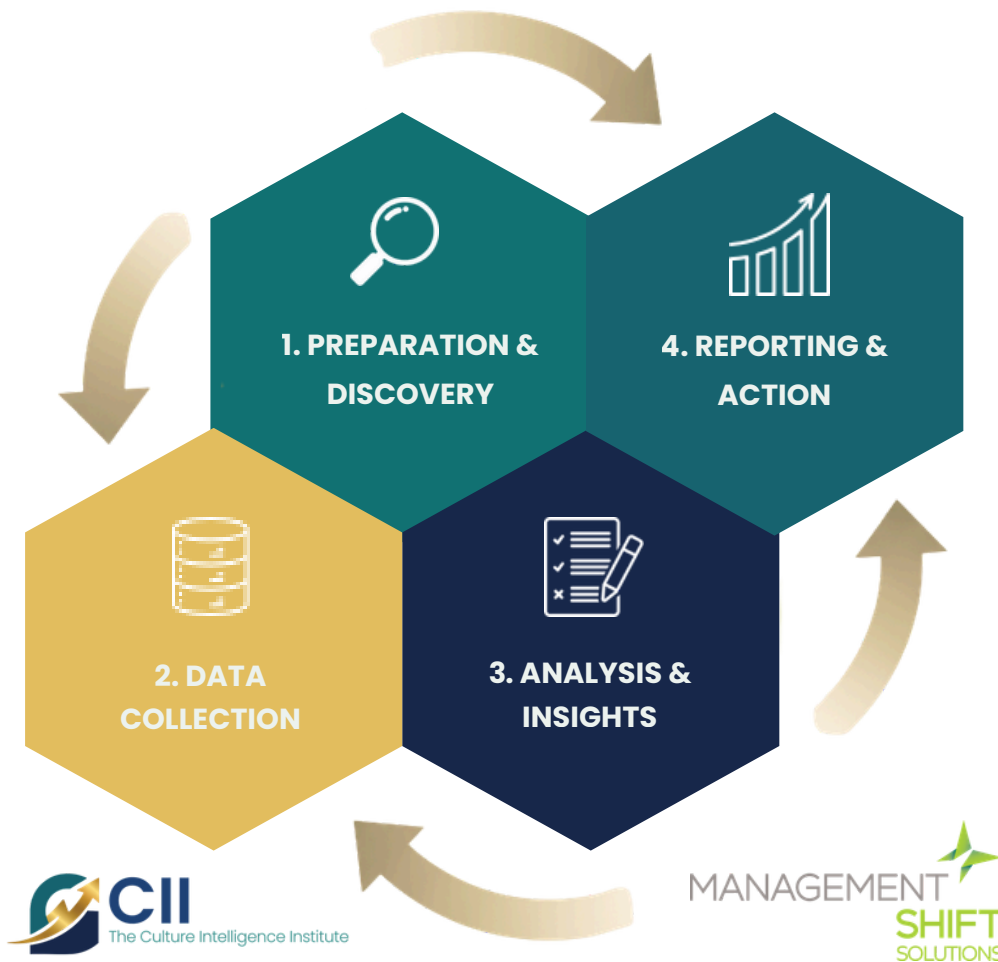 1. PREPARATION &
DISCOVERY
4. REPORTING &
ACTION
2. DATA
COLLECTION
3. ANALYSIS &
INSIGHTS
CII
The Culture Intelligence Institute
MANAGEMENT
SHIFT
SOLUTIONS